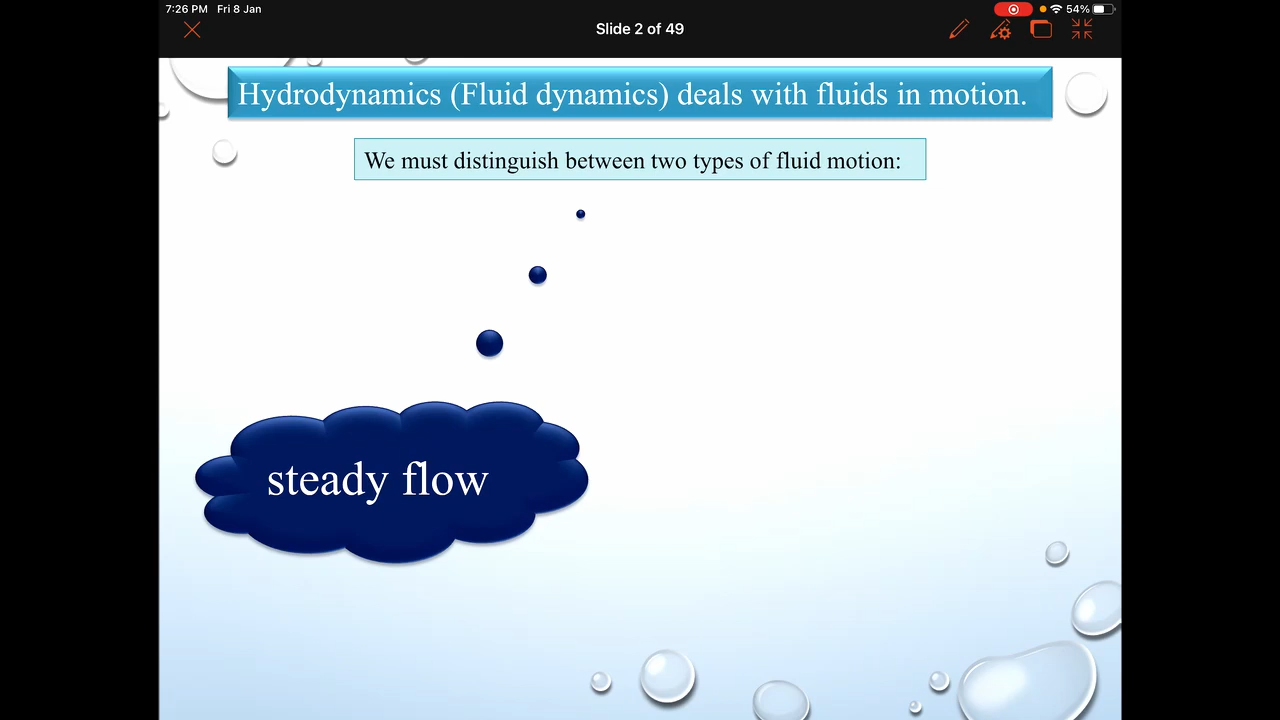 7:26 PM Fri 8 Jan
54%
Slide 2 of 49
Hydrodynamics (Fluid dynamics) deals with fluids in motion.
We must distinguish between two types of fluid motion:
steady flow